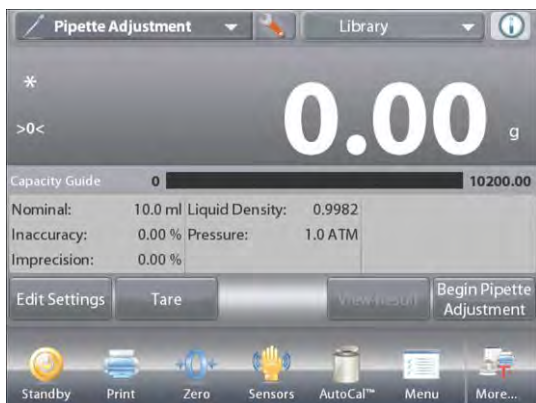 Pipette Adjustment Library
*
>0<
0.00 g
Capacity Guide 0 10200.00
Nominal: 10.0 ml Liquid Density: 0.9982
Inaccuracy: 0.00 % Pressure: 1.0 ATM
Imprecision: 0.00 %
Edit Settings Tare View Result Begin Pipette Adjustment
Standby Print Zero Sensors AutoCal™ Menu More...